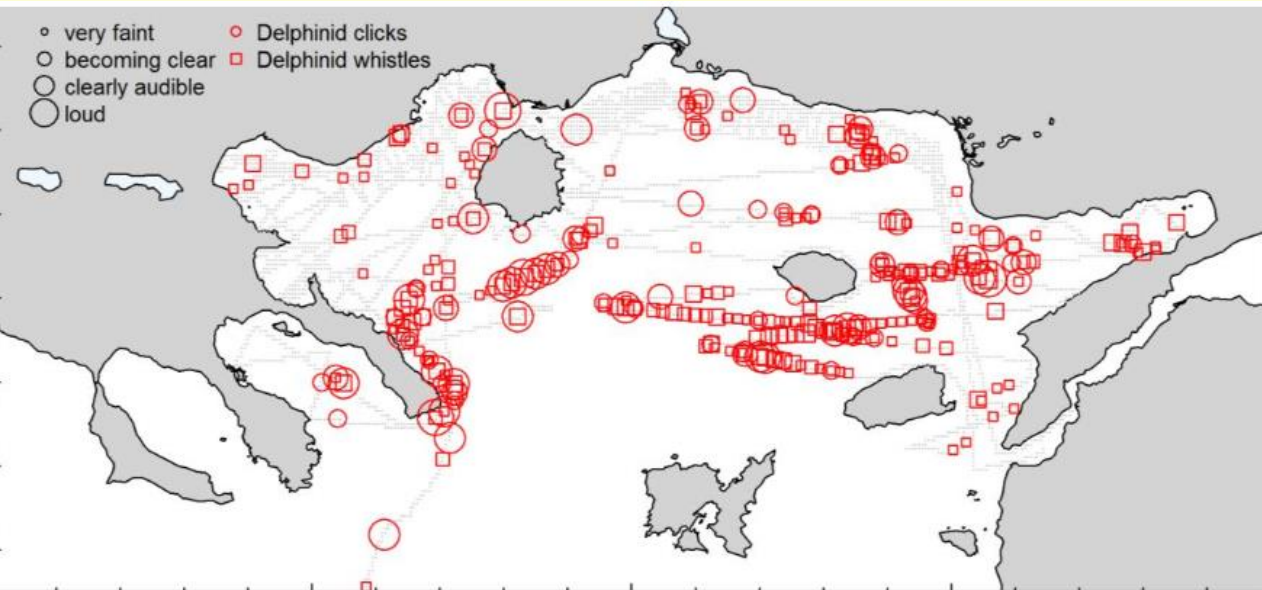 very faint
becoming clear
clearly audible
loud
Delphinid clicks
Delphinid whistles